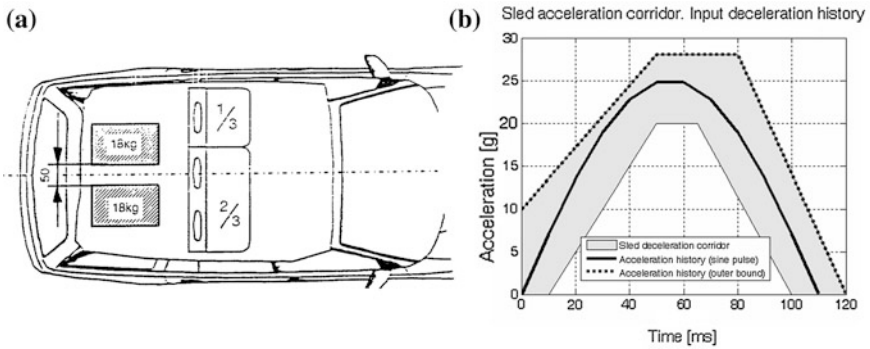 (a)
1/3
18kg
50
18kg
2/3
(b)
Sled acceleration corridor. Input deceleration history
Acceleration [g]
30
25
20
15
10
5
0
Sled deceleration corridor
Acceleration history (sine pulse)
Acceleration history (outer bound)
0 20 40 60 80 100 120
Time [ms]